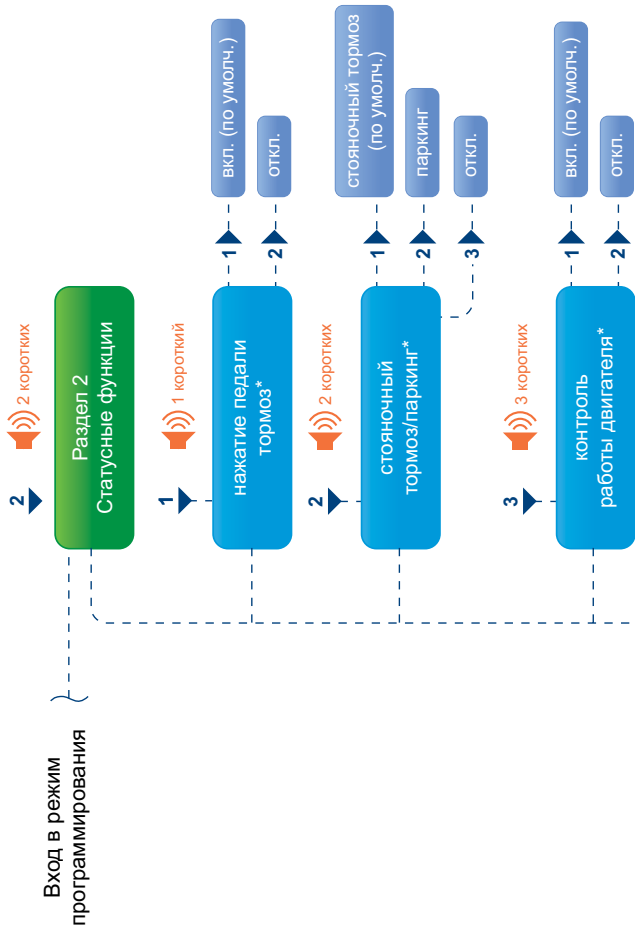 Вход в режим
программирования
2
2 коротких
Раздел 2
Статусные функции
1
1 короткий
нажатие педали
тормоз*
1
вкл. (по умолч.)
2
откл.
2
2 коротких
стояночный
тормоз/паркинг*
1
стояночный тормоз
(по умолч.)
2
паркинг
3
откл.
3
3 коротких
контроль
работы двигателя*
1
вкл. (по умолч.)
2
откл.